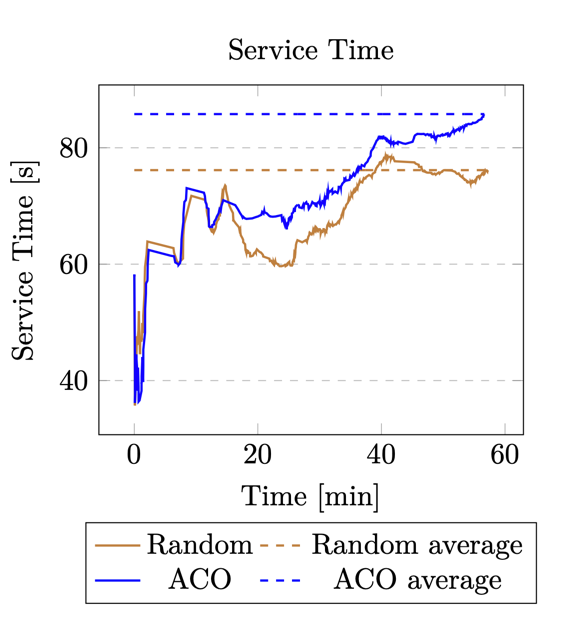 Service Time
Service Time [s]
80
60
40
0 20 40 60
Time [min]
Random Random average
ACO ACO average